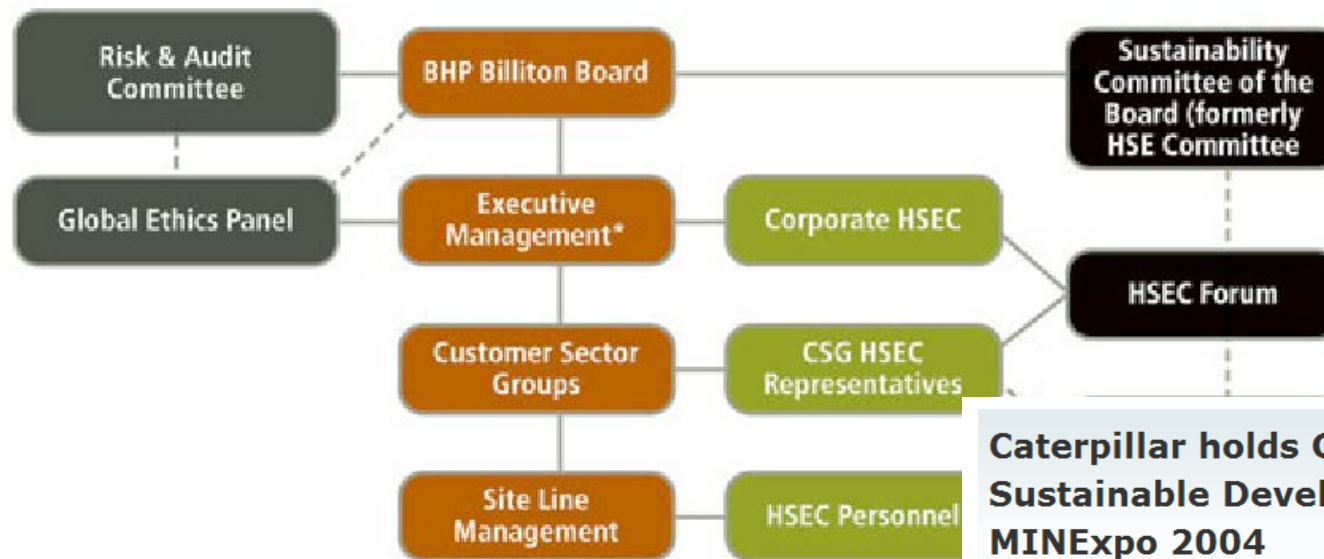 Risk & Audit
Committee
BHP Billiton Board
Sustainability
Committee of the
Board (formerly
HSE Committee
Global Ethics Panel
Executive
Management*
Corporate HSEC
HSEC Forum
Customer Sector
Groups
CSG HSEC
Representatives
Site Line
Management
HSEC Personnel
Caterpillar holds
Sustainable
MINExpo 2004